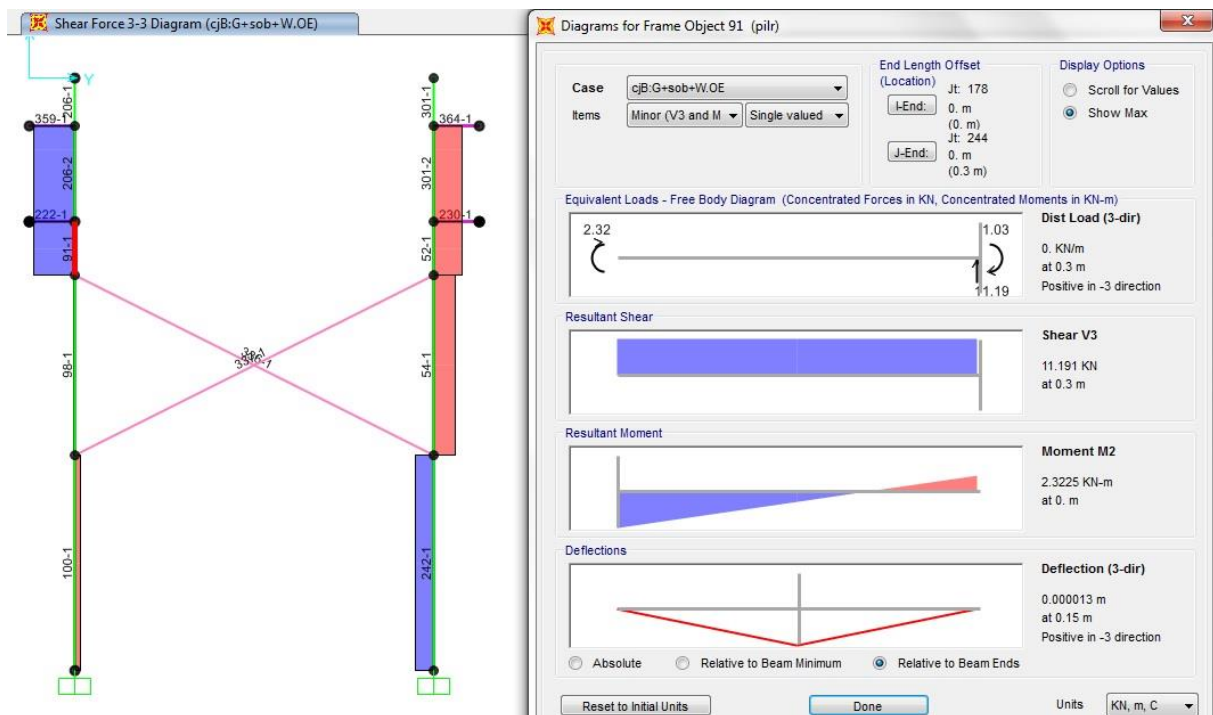 Shear Force 3-3 Diagram (cjB:G+sob+W.OE)
Y
206-1
359-1
206-2
222-1
91-1
98-1
100-1
301-1
364-1
301-2
230-1
52-1
54-1
242-1
Diagrams for Frame Object 91 (pilr)
Case
cjB:G+sob+W.OE
Items
Minor (V3 and M
Single valued
End Length Offset
(Location)
I-End:
Jt: 178
0. m
(0. m)
J-End:
Jt: 244
0. m
(0.3 m)
Display Options
Scroll for Values
Show Max
Equivalent Loads - Free Body Diagram (Concentrated Forces in KN, Concentrated Moments in KN-m)
2.32
1.03
11.19
Dist Load (3-dir)
0. KN/m
at 0.3 m
Positive in -3 direction
Resultant Shear
Shear V3
11.191 KN
at 0.3 m
Resultant Moment
Moment M2
2.3225 KN-m
at 0. m
Deflections
Deflection (3-dir)
0.000013 m
at 0.15 m
Positive in -3 direction
Absolute
Relative to Beam Minimum
Relative to Beam Ends
Reset to Initial Units
Done
Units
KN, m, C